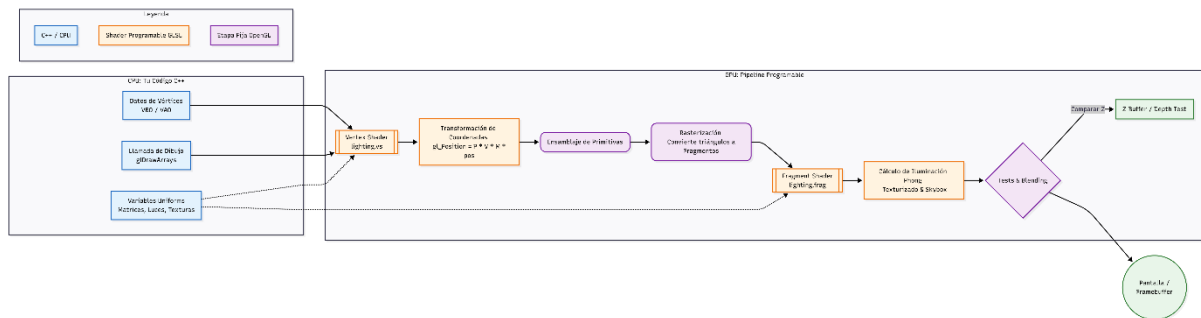 Leyenda
C++ / CPU
Shader Programable GLSL
Etapa Fija OpenGL
CPU: Tu Código C++
Datos de Vértices
VBO / VAO
Llamada de Dibujo
glDrawArrays
Variables Uniform
Matrices, Luces, Texturas
GPU: Pipeline Programable
Vertex Shader
lighting.vs
Transformación de
Coordenadas
gl_Position = P * V * M *
pos
Ensamblaje de Primitivas
Rasterización
Convierte triángulos a
Fragmentos
Fragment Shader
lighting.frag
Cálculo de Iluminación
Phong
Texturizado & Skybox
Tests & Blending
Comparar Z
Z Buffer / Depth Test
Pantalla /
Framebuffer